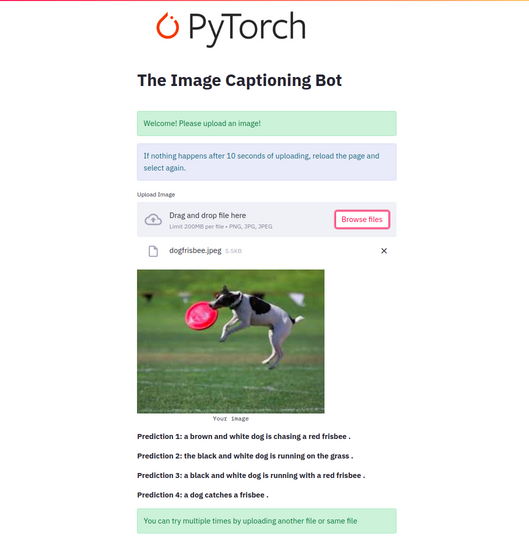 PyTorch
The Image Captioning Bot
Welcome! Please upload an image!
If nothing happens after 10 seconds of uploading, reload the page and
select again.
Upload Image
Drag and drop file here
Limit 200MB per file • PNG, JPG, JPEG
Browse files
dogfrisbee.jpeg 5.5KB
Your image
Prediction 1: a brown and white dog is chasing a red frisbee .
Prediction 2: the black and white dog is running on the grass .
Prediction 3: a black and white dog is running with a red frisbee .
Prediction 4: a dog catches a frisbee .
You can try multiple times by uploading another file or same file